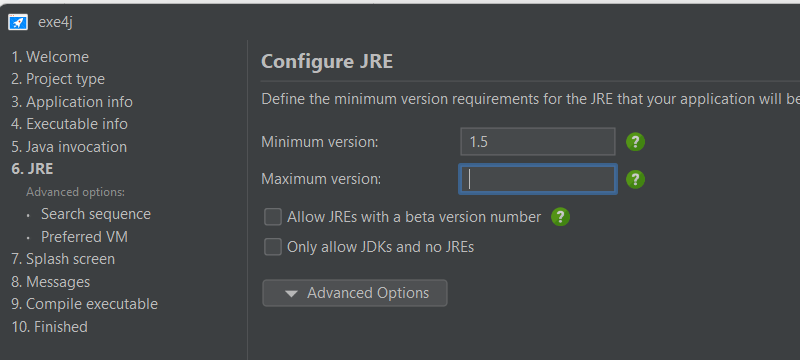 exe4j
1. Welcome
2. Project type
3. Application info
4. Executable info
5. Java invocation
6. JRE
Advanced options:
• Search sequence
• Preferred VM
7. Splash screen
8. Messages
9. Compile executable
10. Finished
Configure JRE
Define the minimum version requirements for the JRE that your application will be
Minimum version: 1.5 ?
Maximum version: ?
Allow JREs with a beta version number ?
Only allow JDKs and no JREs
Advanced Options